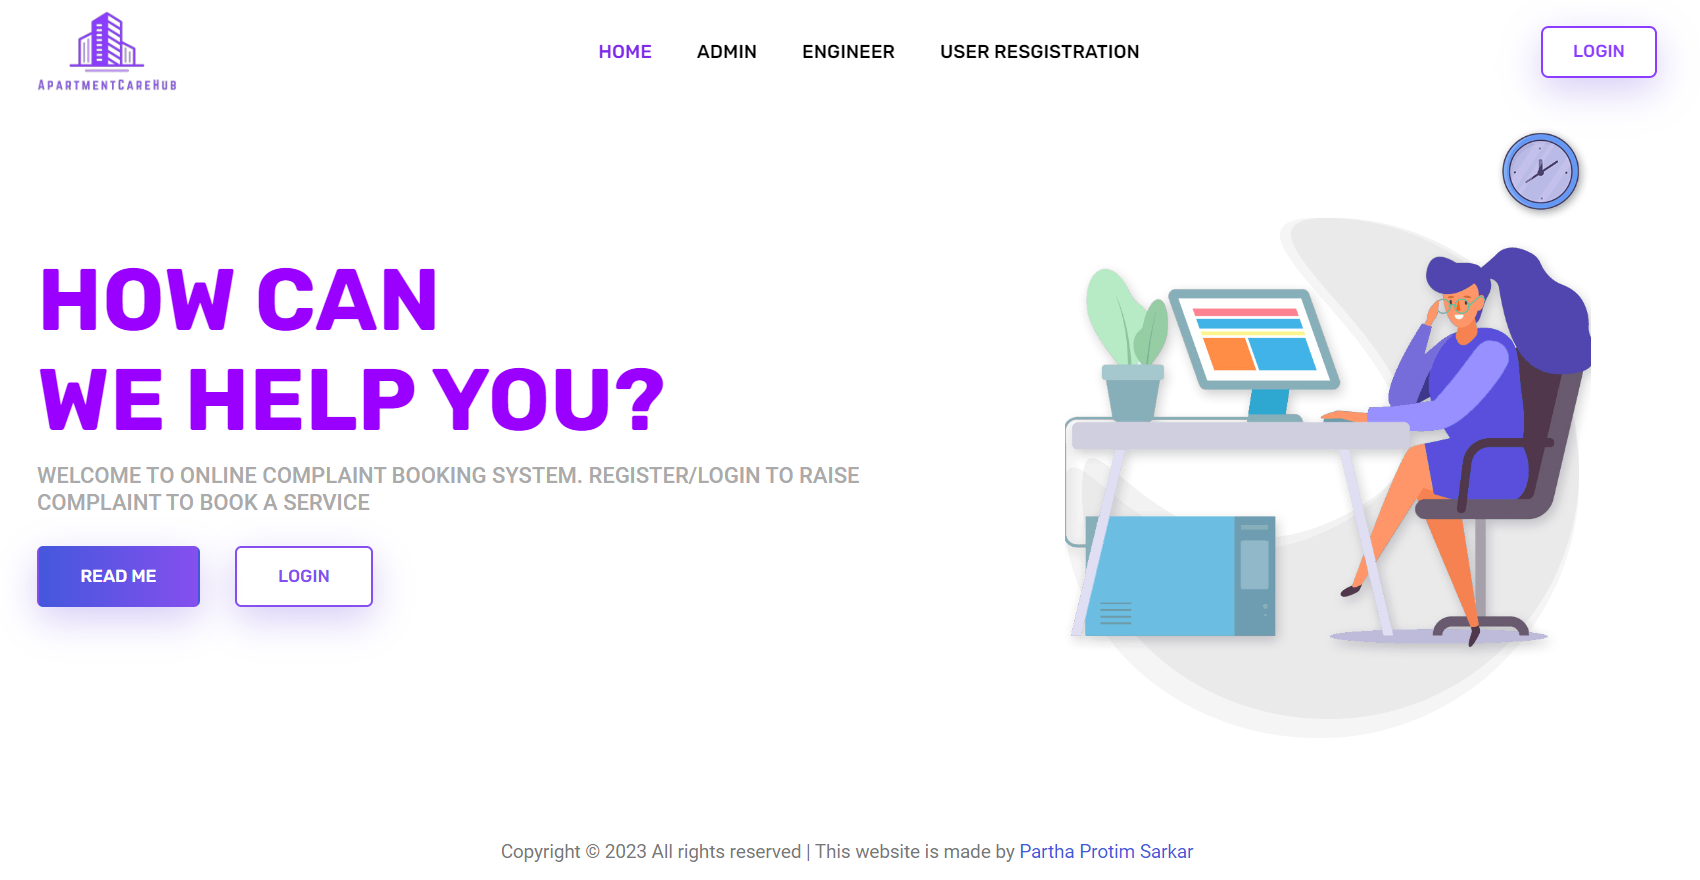 APARTMENTCAREHUB
HOME
ADMIN
ENGINEER
USER RESGISTRATION
LOGIN
HOW CAN
WE HELP YOU?
WELCOME TO ONLINE COMPLAINT BOOKING SYSTEM. REGISTER/LOGIN TO RAISE
COMPLAINT TO BOOK A SERVICE
READ ME
LOGIN
Copyright © 2023 All rights reserved | This website is made by Partha Protim Sarkar